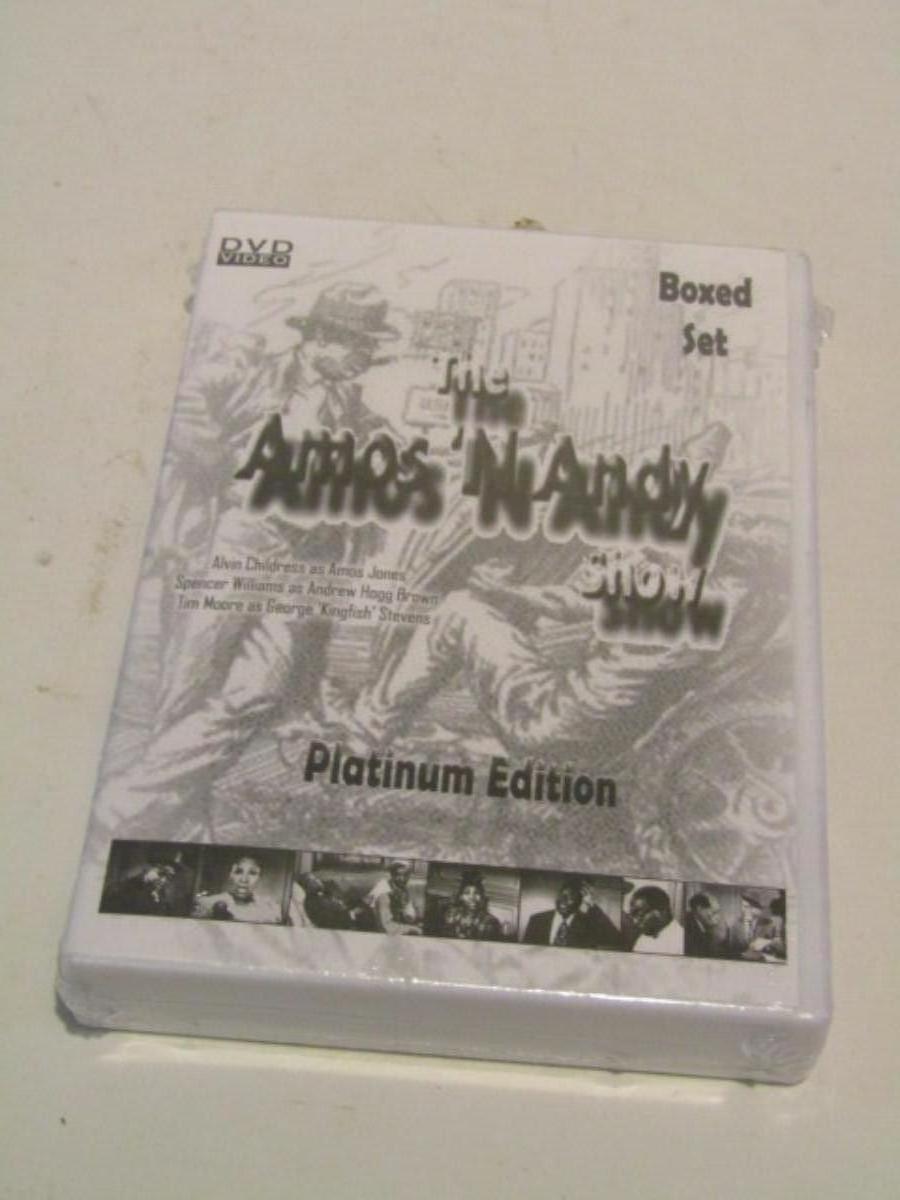 DVD
VIDEO
Boxed
Set
The
Amos 'N Andy
Show
Alvin Childress as Amos Jones
Spencer Williams as Andrew Hogg Brown
Tim Moore as George 'Kingfish' Stevens
Platinum Edition